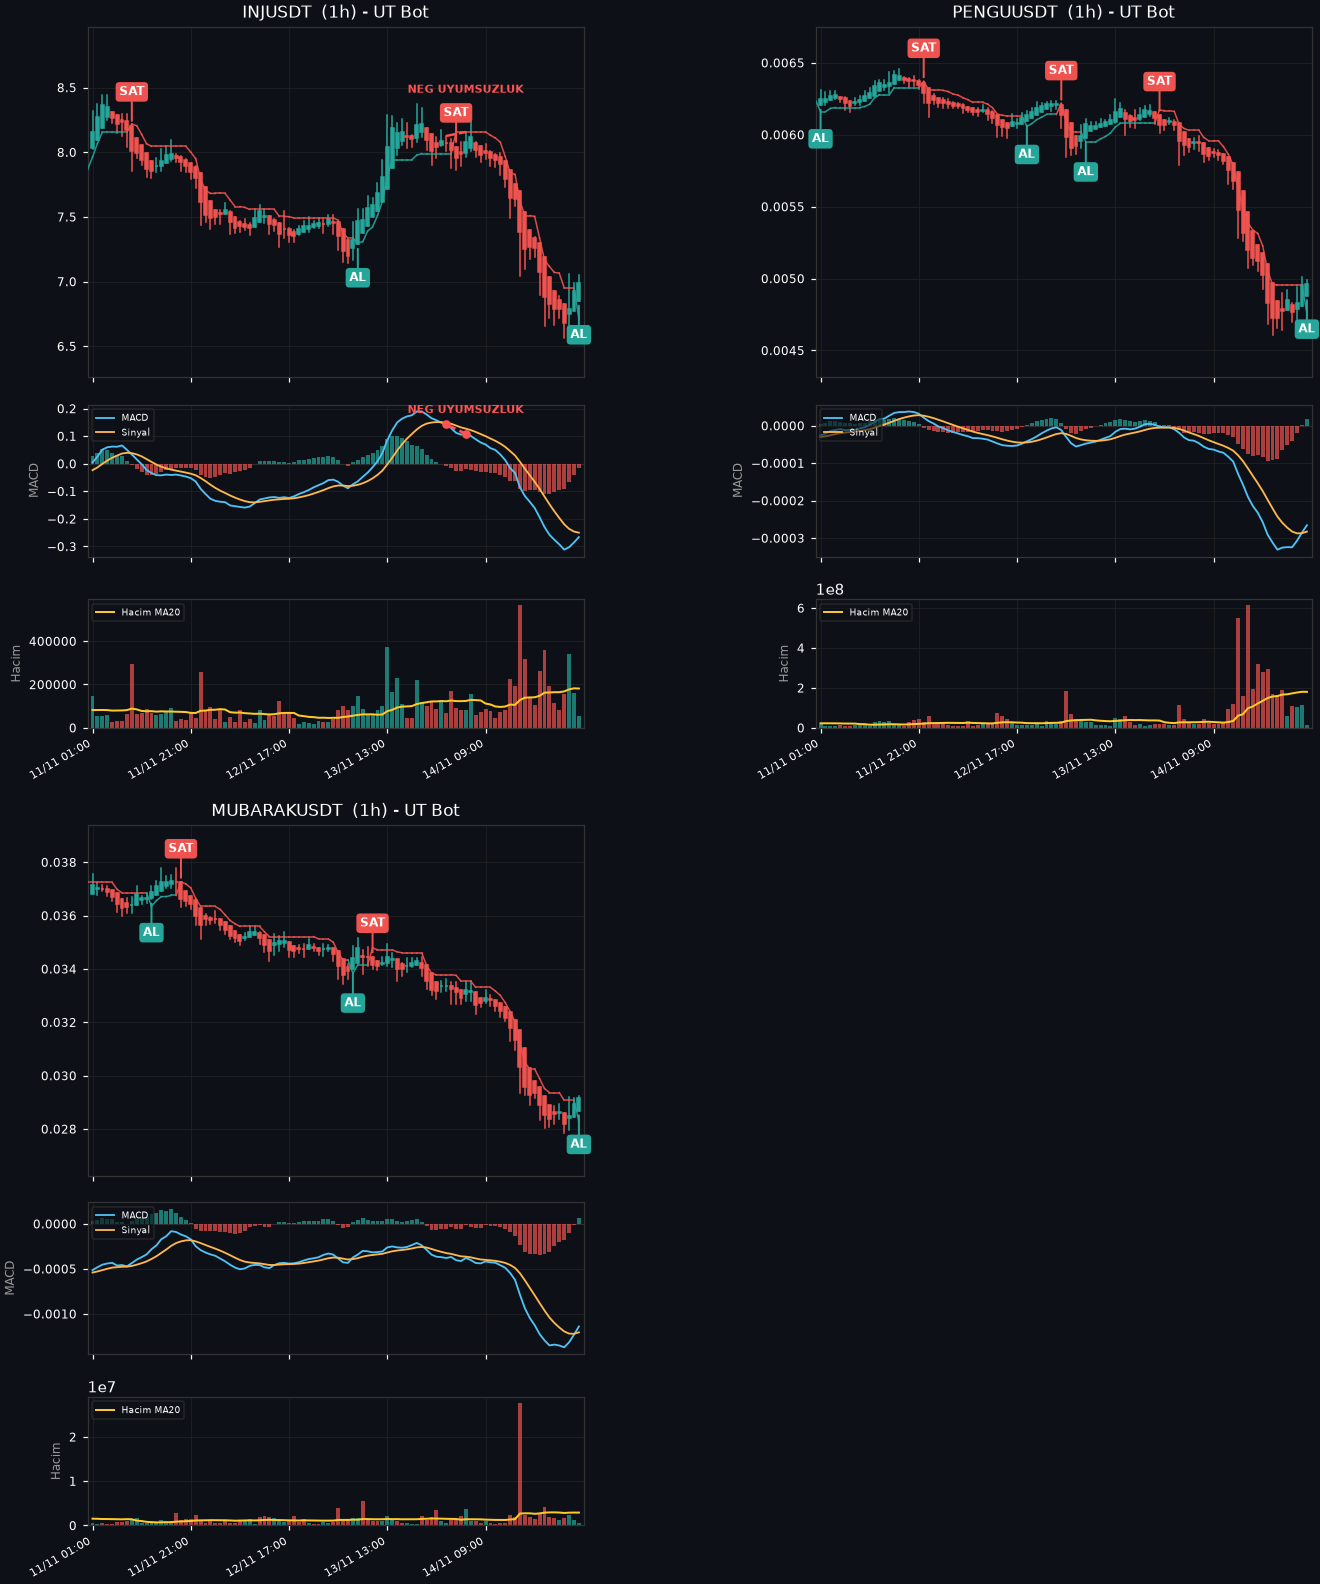 INJUSDT  (1h) - UT Bot
8.5
8.0
7.5
7.0
6.5
SAT
NEG UYUMSUZLUK
SAT
AL
AL
MACD
0.2
0.1
0.0
−0.1
−0.2
−0.3
MACD
Sinyal
NEG UYUMSUZLUK
Hacim
400000
200000
0
Hacim MA20
11/11 01:00
11/11 21:00
12/11 17:00
13/11 13:00
14/11 09:00
PENGUUSDT  (1h) - UT Bot
0.0065
0.0060
0.0055
0.0050
0.0045
SAT
SAT
SAT
AL
AL
AL
AL
MACD
0.0000
−0.0001
−0.0002
−0.0003
MACD
Sinyal
1e8
Hacim
6
4
2
0
Hacim MA20
11/11 01:00
11/11 21:00
12/11 17:00
13/11 13:00
14/11 09:00
MUBARAKUSDT  (1h) - UT Bot
0.038
0.036
0.034
0.032
0.030
0.028
SAT
AL
SAT
AL
AL
MACD
0.0000
−0.0005
−0.0010
MACD
Sinyal
1e7
Hacim
2
1
0
Hacim MA20
11/11 01:00
11/11 21:00
12/11 17:00
13/11 13:00
14/11 09:00